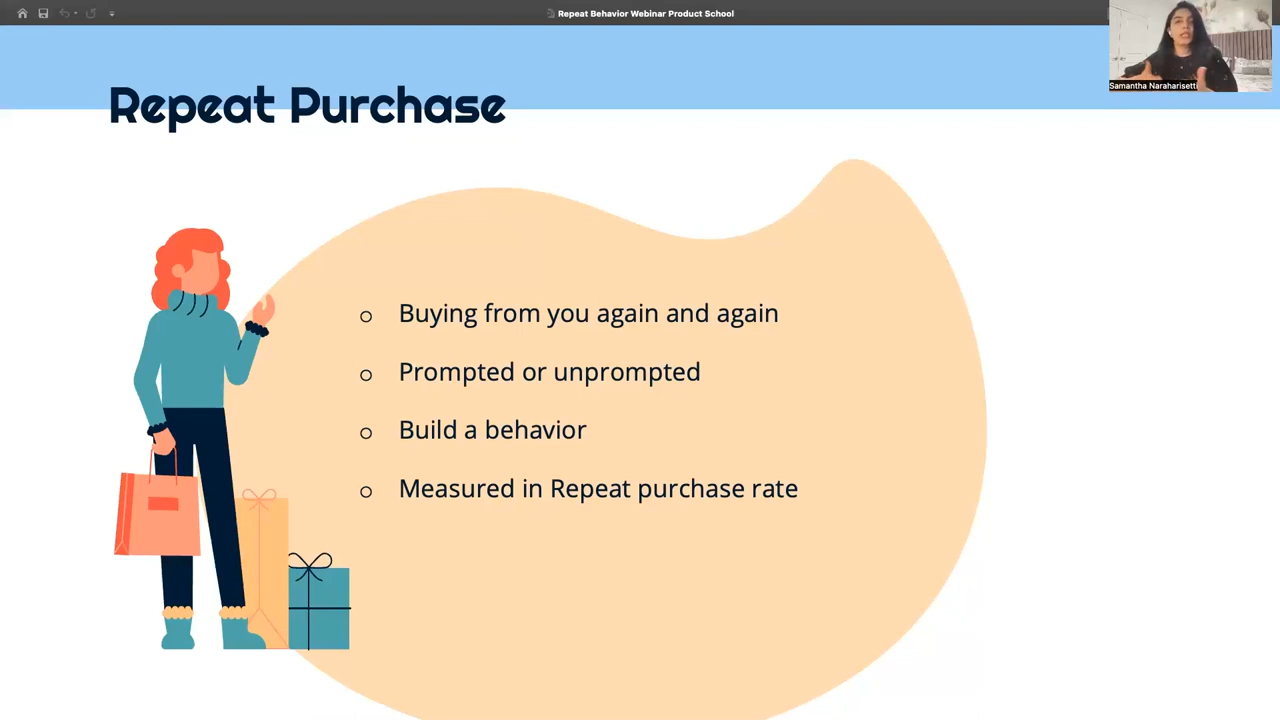 Repeat Behavior Webinar Product School
Samantha Naraharisetti
Repeat Purchase
Buying from you again and again
Prompted or unprompted
Build a behavior
Measured in Repeat purchase rate